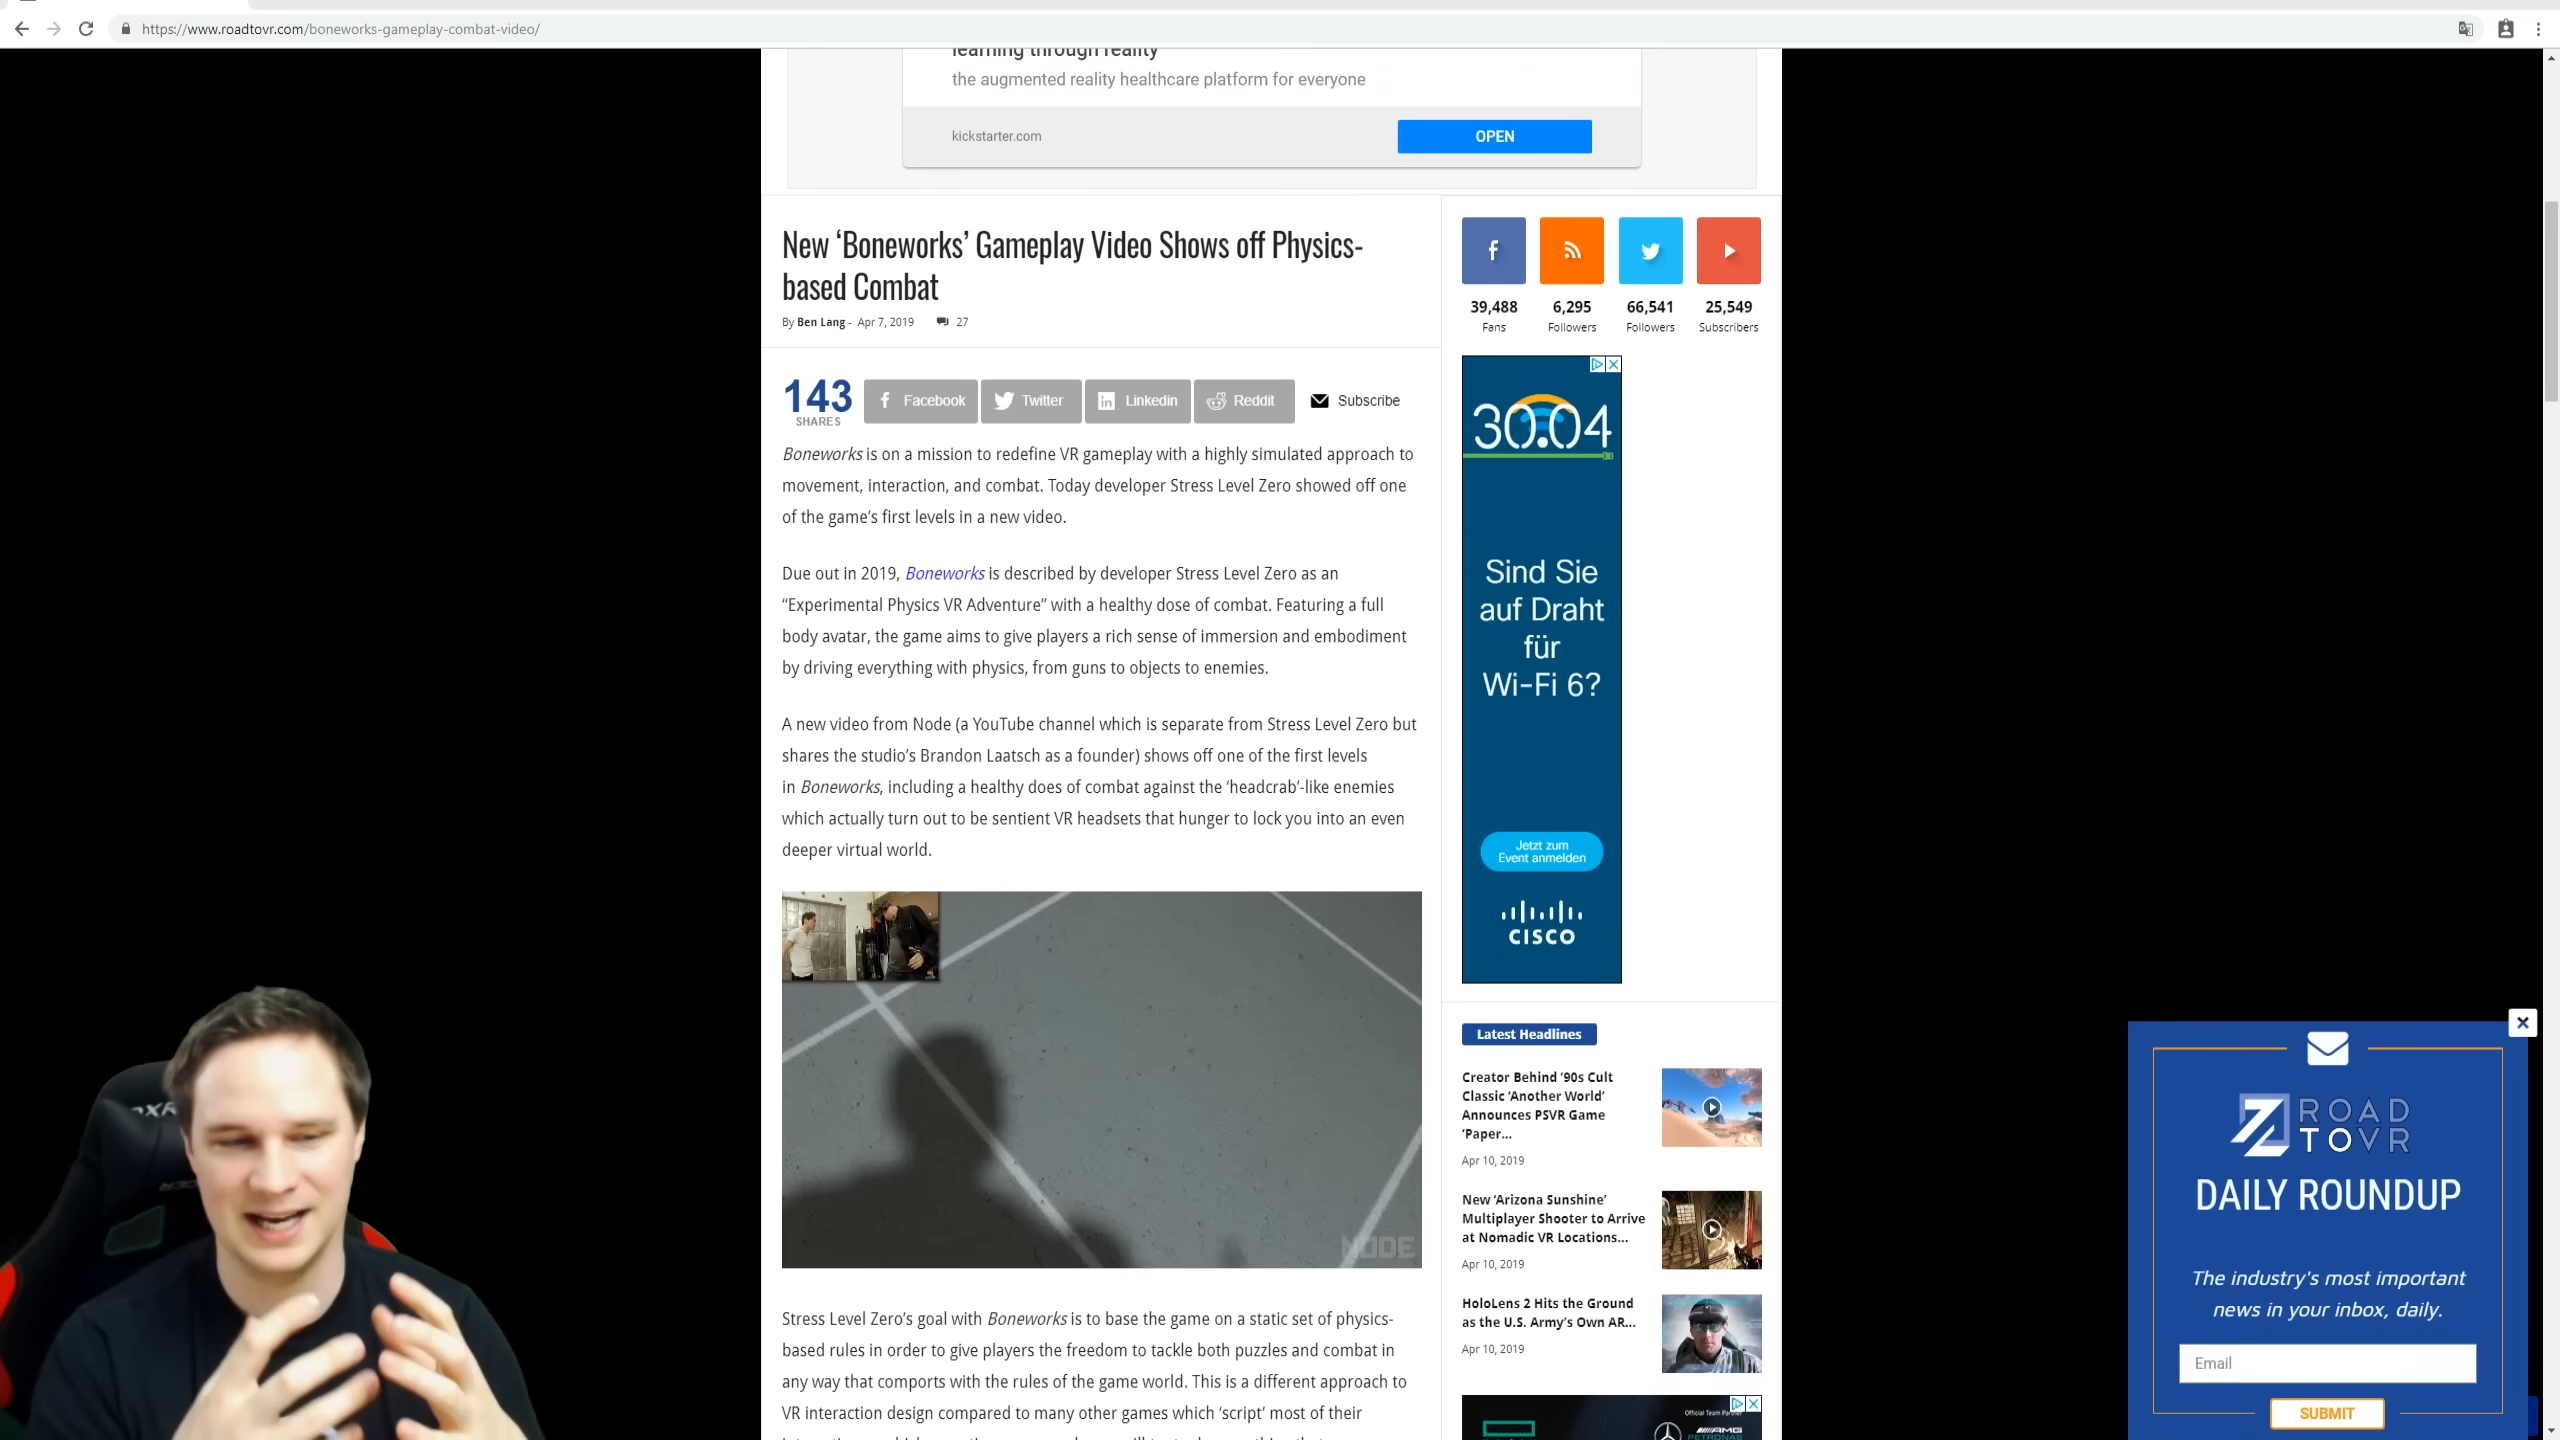 https://www.roadtovr.com/boneworks-gameplay-combat-video/
learning through reality
the augmented reality healthcare platform for everyone
kickstarter.com
OPEN
New ‘Boneworks’ Gameplay Video Shows off Physics-
based Combat
By Ben Lang - Apr 7, 2019 27
143
SHARES
Facebook
Twitter
Linkedin
Reddit
Subscribe
Boneworks is on a mission to redefine VR gameplay with a highly simulated approach to
movement, interaction, and combat. Today developer Stress Level Zero showed off one
of the game’s first levels in a new video.
Due out in 2019, Boneworks is described by developer Stress Level Zero as an
“Experimental Physics VR Adventure” with a healthy dose of combat. Featuring a full
body avatar, the game aims to give players a rich sense of immersion and embodiment
by driving everything with physics, from guns to objects to enemies.
A new video from Node (a YouTube channel which is separate from Stress Level Zero but
shares the studio’s Brandon Laatsch as a founder) shows off one of the first levels
in Boneworks, including a healthy does of combat against the ‘headcrab’-like enemies
which actually turn out to be sentient VR headsets that hunger to lock you into an even
deeper virtual world.
NODE
Stress Level Zero’s goal with Boneworks is to base the game on a static set of physics-
based rules in order to give players the freedom to tackle both puzzles and combat in
any way that comports with the rules of the game world. This is a different approach to
VR interaction design compared to many other games which ‘script’ most of their
39,488
Fans
6,295
Followers
66,541
Followers
25,549
Subscribers
30.04
Sind Sie
auf Draht
für
Wi-Fi 6?
Jetzt zum
Event anmelden
CISCO
Latest Headlines
Creator Behind ’90s Cult
Classic ‘Another World’
Announces PSVR Game
‘Paper...
Apr 10, 2019
New ‘Arizona Sunshine’
Multiplayer Shooter to Arrive
at Nomadic VR Locations...
Apr 10, 2019
HoloLens 2 Hits the Ground
as the U.S. Army’s Own AR...
Apr 10, 2019
Official Team Partner
AMG
PETRONAS
ROAD
TOVR
DAILY ROUNDUP
The industry's most important
news in your inbox, daily.
Email
SUBMIT